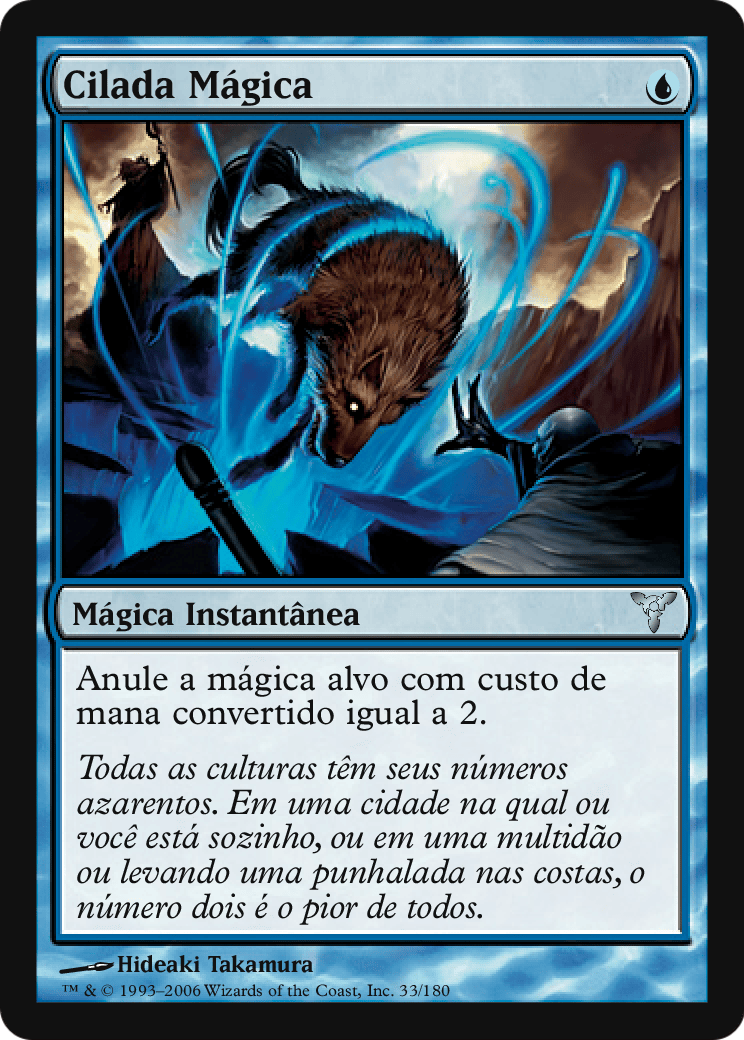 Cilada Mágica
Mágica Instantânea
Anule a mágica alvo com custo de
mana convertido igual a 2.
Todas as culturas têm seus números
azarentos. Em uma cidade na qual ou
você está sozinho, ou em uma multidão
ou levando uma punhalada nas costas, o
número dois é o pior de todos.
Hideaki Takamura
™ & © 1993–2006 Wizards of the Coast, Inc. 33/180